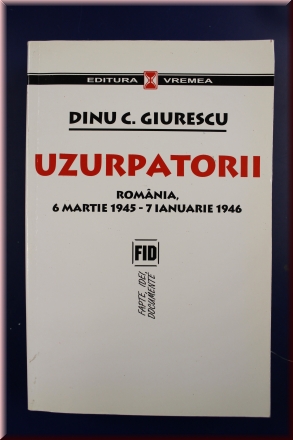 EDITURA VREMEA
DINU C. GIURESCU
UZURPATORII
ROMÂNIA,
6 MARTIE 1945 - 7 IANUARIE 1946
FID
FAPTE, IDEI,
DOCUMENTE